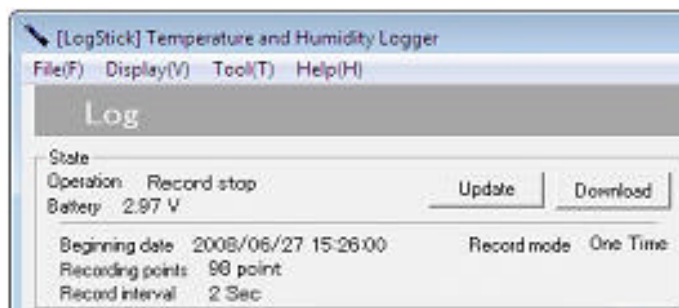 [LogStick] Temperature and Humidity Logger
File(F) Display(V) Tool(T) Help(H)
Log
State
Operation Record stop
Update Download
Battery 2.97 V
Beginning date 2008/06/27 15:26:00 Record mode One Time
Recording points 98 point
Record interval 2 Sec